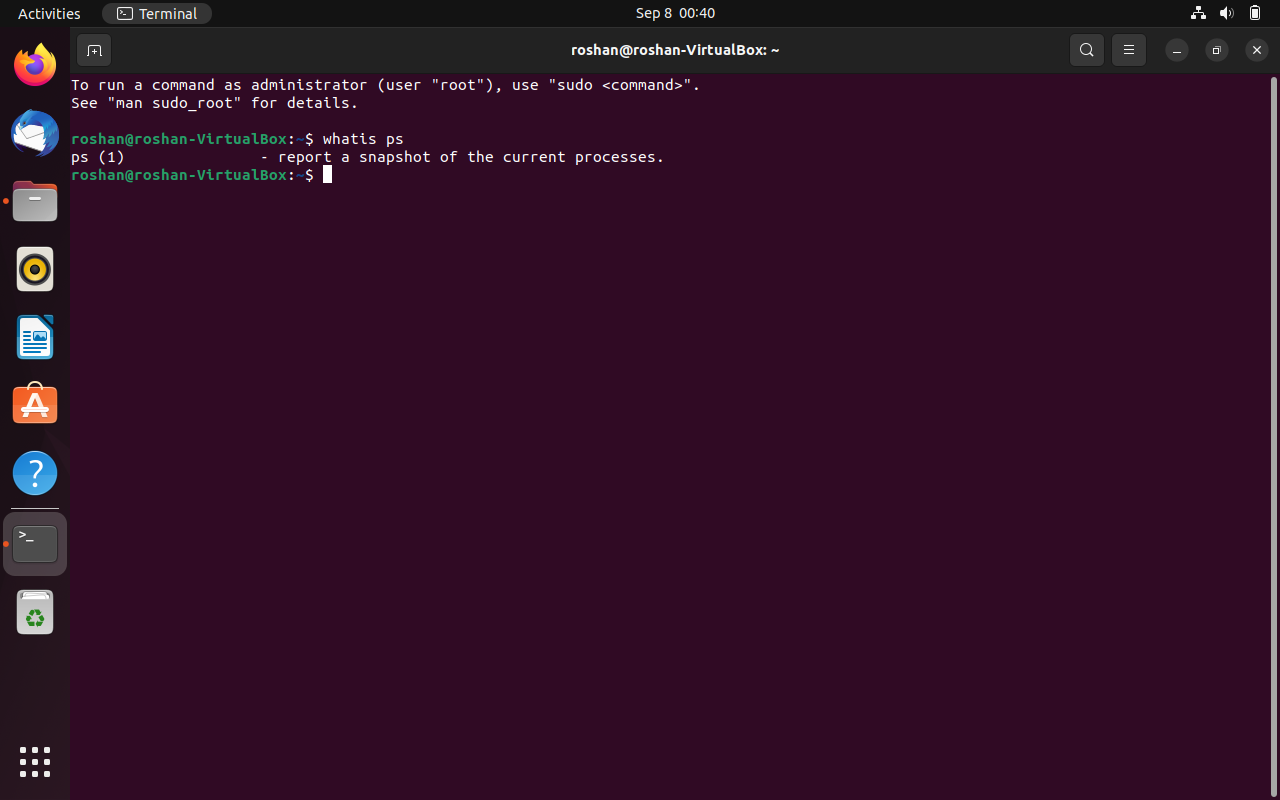 Activities
Terminal
Sep 8 00:40
roshan@roshan-VirtualBox: ~
To run a command as administrator (user "root"), use "sudo <command>".
See "man sudo_root" for details.
roshan@roshan-VirtualBox:~$ whatis ps
ps (1)               - report a snapshot of the current processes.
roshan@roshan-VirtualBox:~$